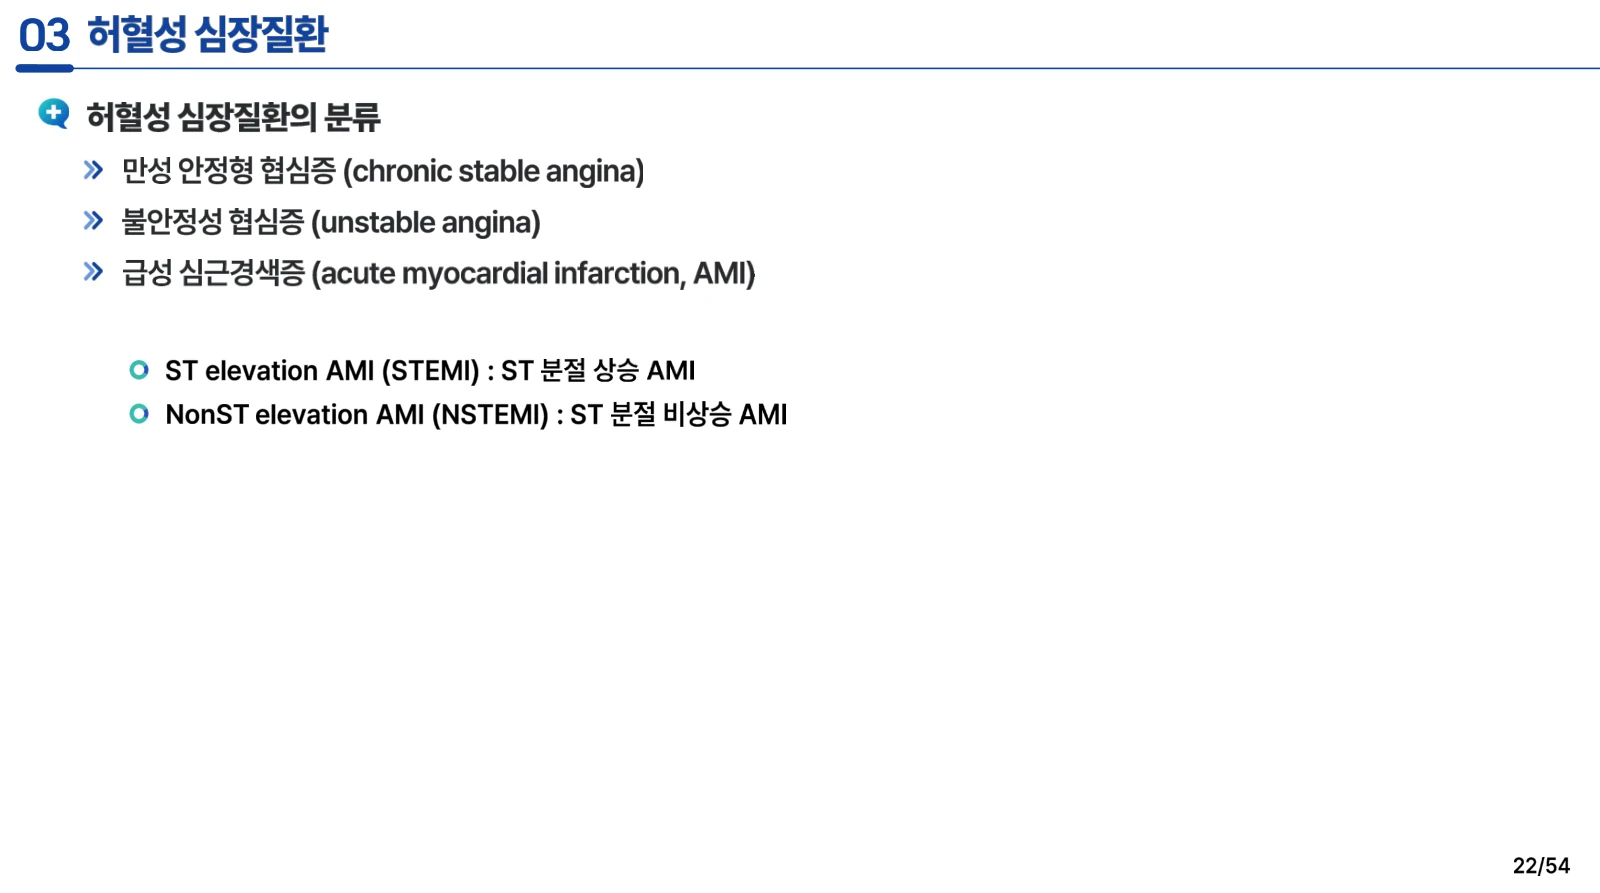 03 허혈성 심장질환
허혈성 심장질환의 분류
만성 안정형 협심증 (chronic stable angina)
불안정성 협심증 (unstable angina)
급성 심근경색증 (acute myocardial infarction, AMI)
ST elevation AMI (STEMI) : ST 분절 상승 AMI
NonST elevation AMI (NSTEMI) : ST 분절 비상승 AMI
22/54